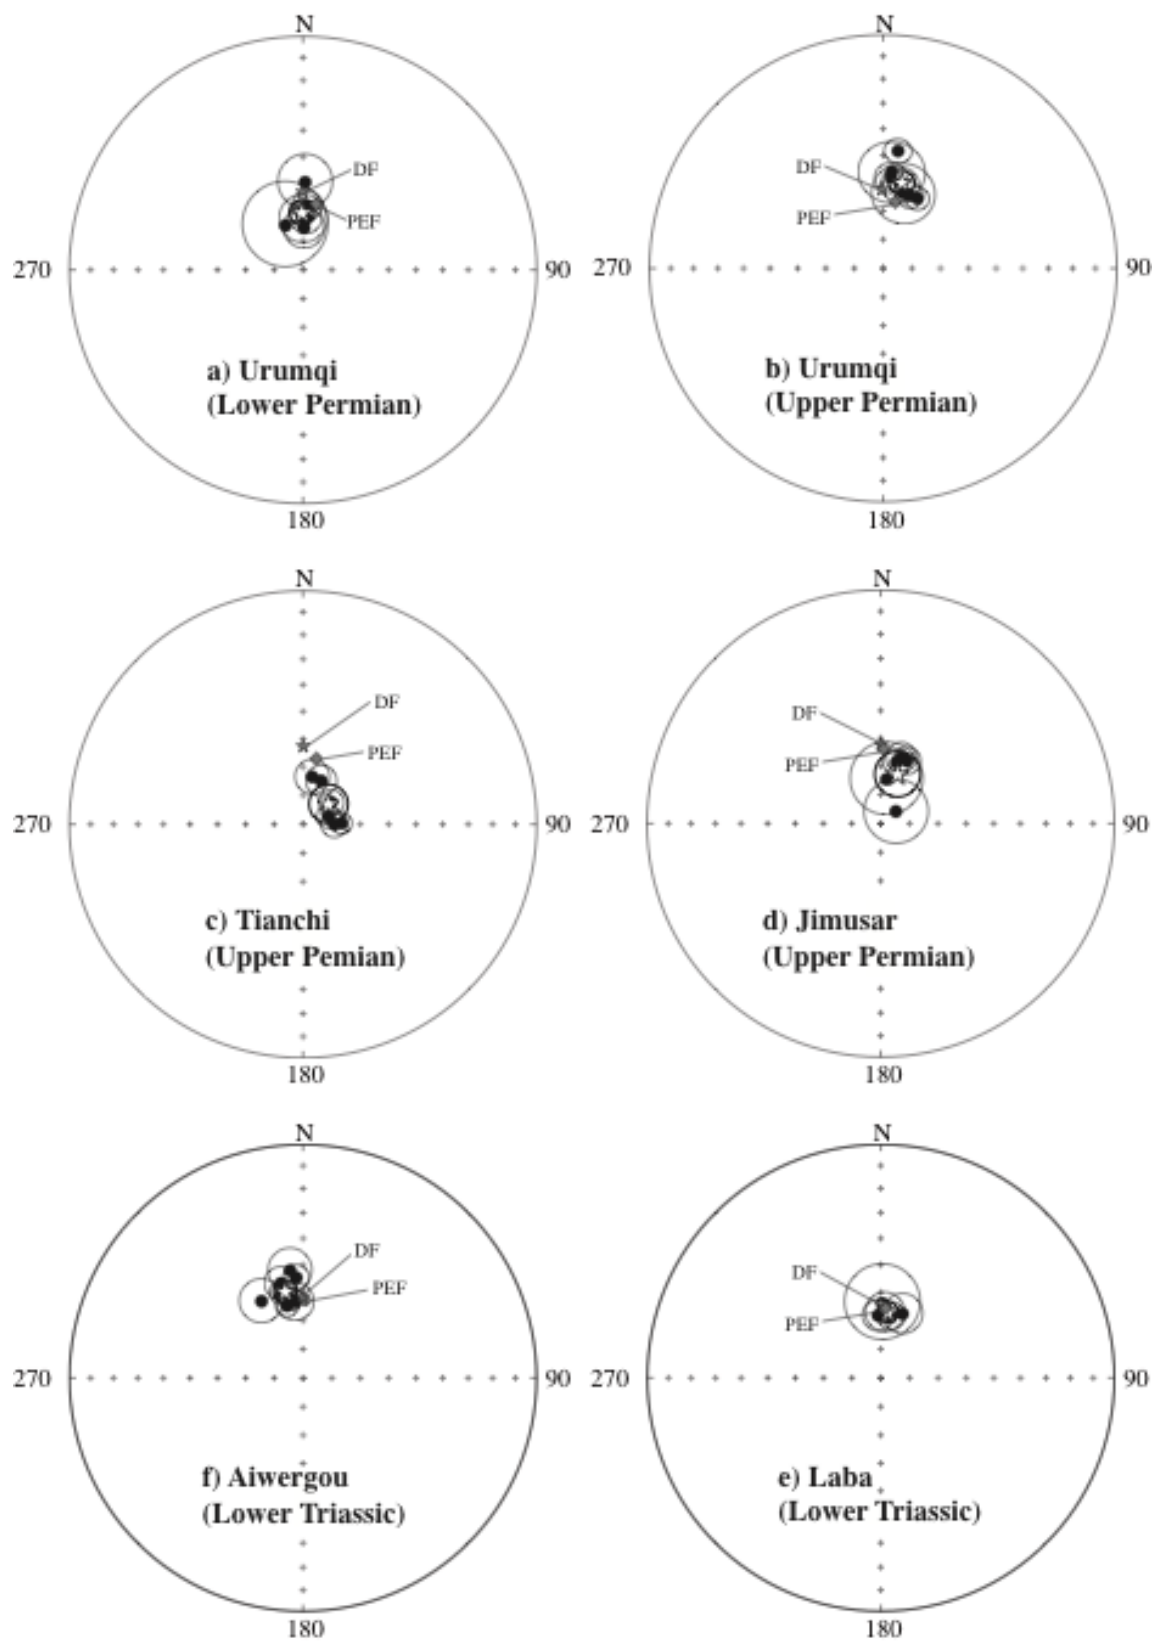 N
DF
PEF
270
90
a) Urumqi
(Lower Permian)
180
N
DF
PEF
270
90
b) Urumqi
(Upper Permian)
180
N
DF
PEF
270
90
c) Tianchi
(Upper Pemian)
180
N
DF
PEF
270
90
d) Jimusar
(Upper Permian)
180
N
DF
PEF
270
90
f) Aiwergou
(Lower Triassic)
180
N
DF
PEF
270
90
e) Laba
(Lower Triassic)
180